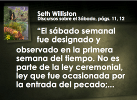 Seth Williston
Discursos sobre el Sábado, págs. 11, 12
"El sábado semanal
fue designado y
observado en la primera
semana del tiempo. No es
parte de la ley ceremonial,
ley que fue ocasionada por
la entrada del pecado;...